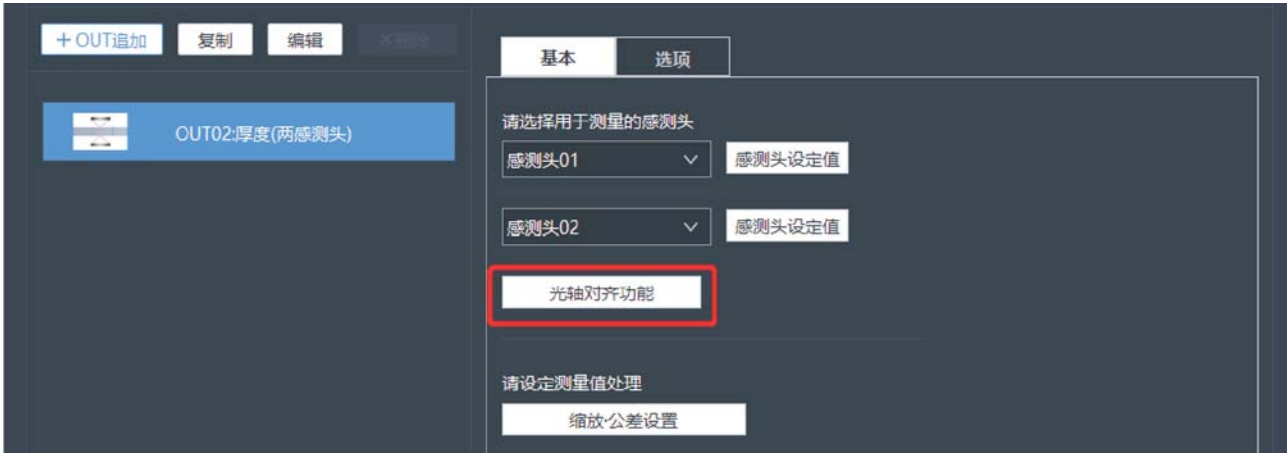 +OUT追加 复制 编辑 ×删除
基本 选项
请选择用于测量的感测头
OUT02:厚度(两感测头)
感测头01 感测头设定值
感测头02 感测头设定值
光轴对齐功能
请设定测量值处理
缩放·公差设置